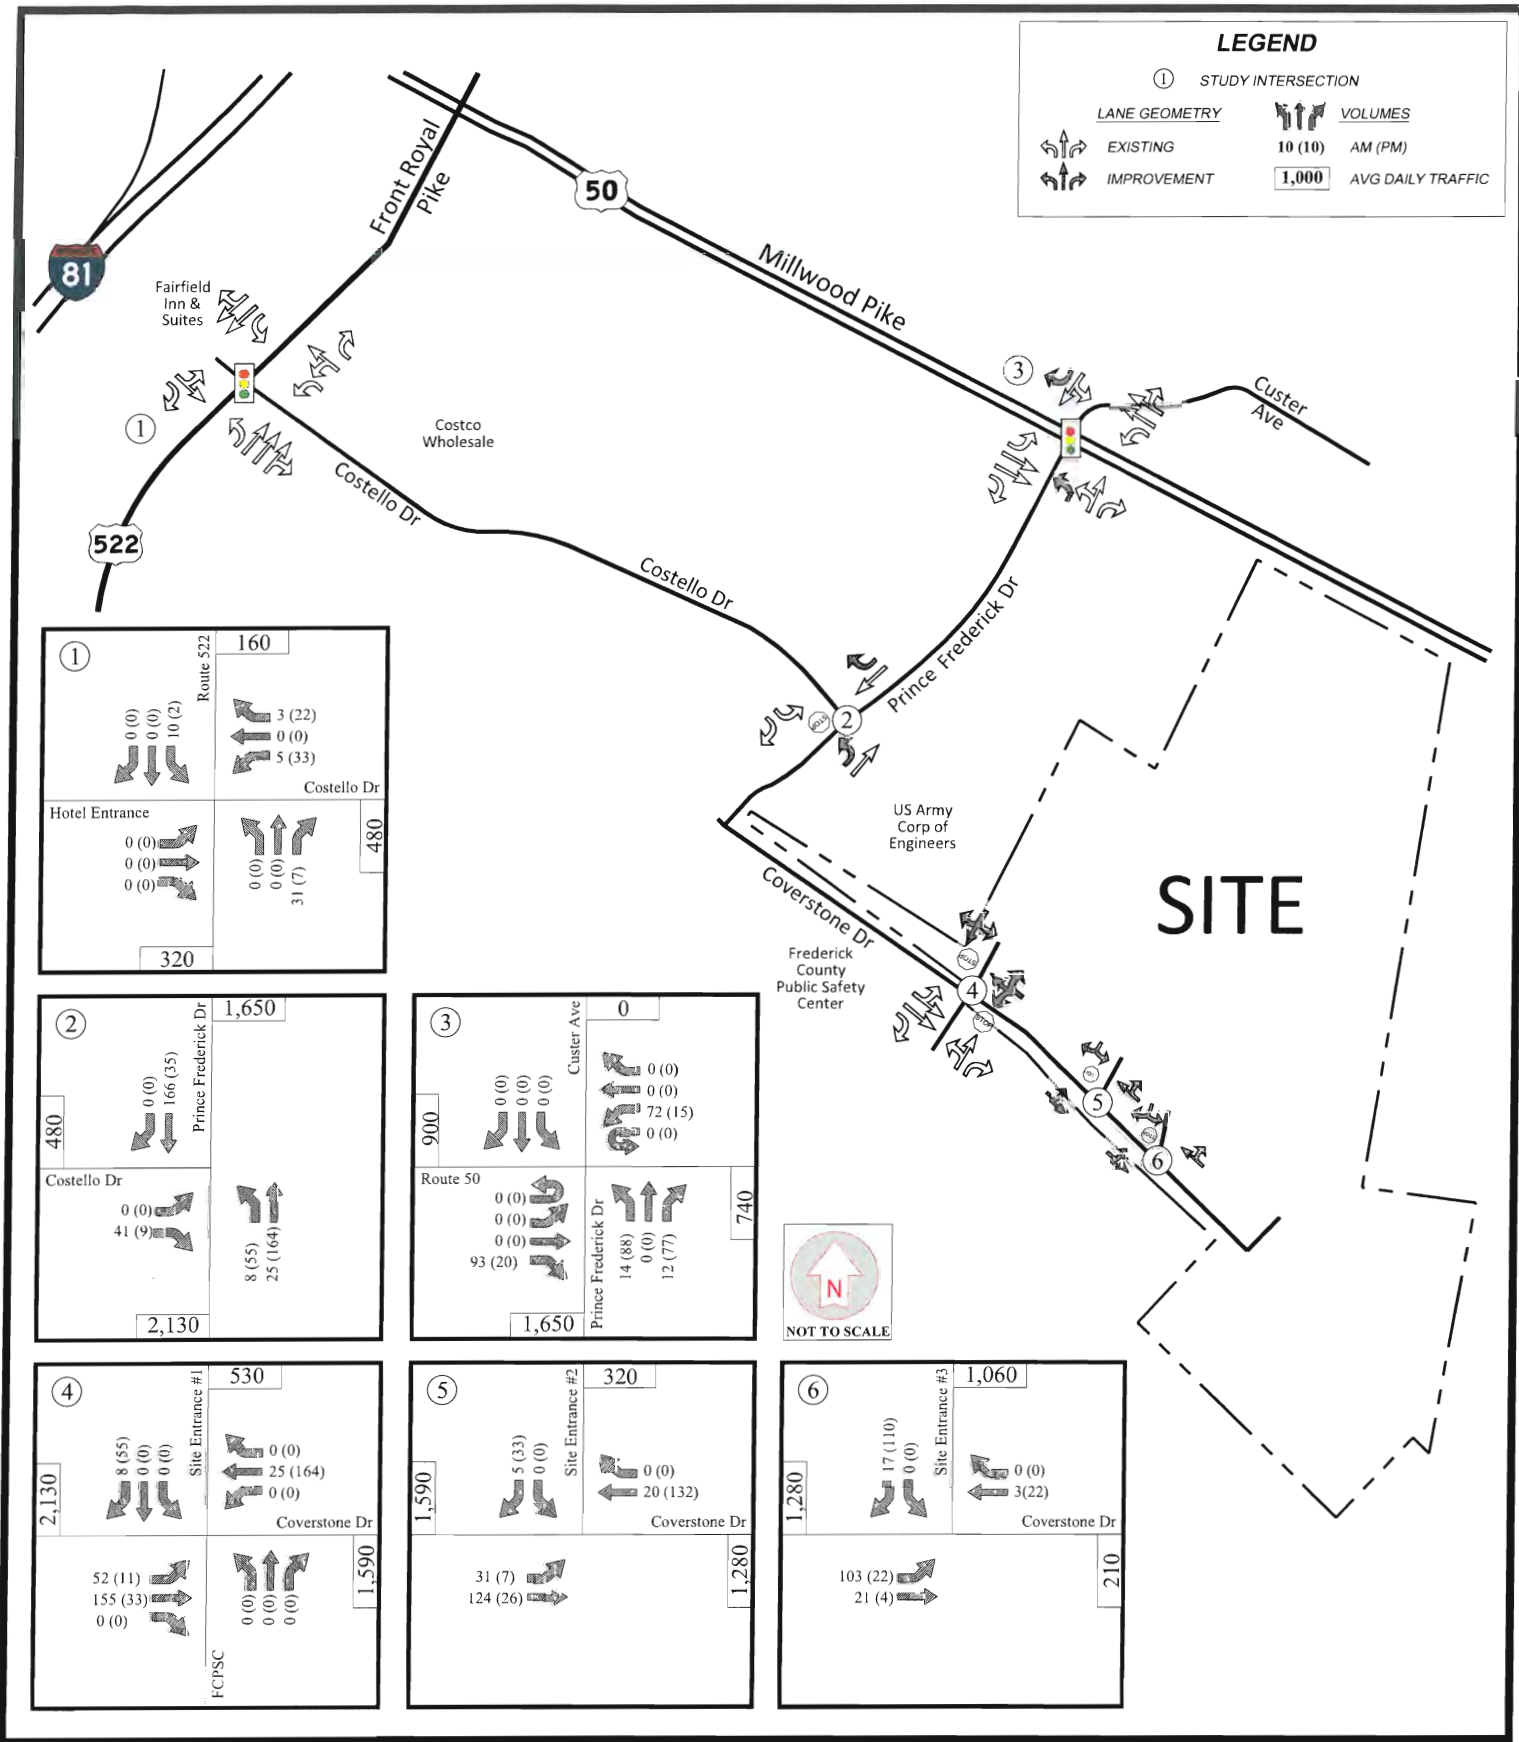 LEGEND
1 STUDY INTERSECTION
LANE GEOMETRY
VOLUMES
EXISTING
10 (10) AM (PM)
IMPROVEMENT
1,000 AVG DAILY TRAFFIC
81
Front Royal
Pike
50
Millwood Pike
Fairfield
Inn &
Suites
1
Costco
Wholesale
Costello Dr
522
3
Custer
Ave
Costello Dr
Prince Frederick Dr
STOP
2
US Army
Corp of
Engineers
SITE
Coverstone Dr
Frederick
County
Public Safety
Center
STOP
4
STOP
5
STOP
6
1
Route 522
160
0 (0)
0 (0)
10 (2)
3 (22)
0 (0)
5 (33)
Costello Dr
Hotel Entrance
480
0 (0)
0 (0)
0 (0)
0 (0)
0 (0)
31 (7)
320
2
Prince Frederick Dr
1,650
0 (0)
166 (35)
480
Costello Dr
0 (0)
41 (9)
8 (55)
25 (164)
2,130
3
Custer Ave
0
0 (0)
0 (0)
0 (0)
0 (0)
0 (0)
72 (15)
0 (0)
900
Route 50
0 (0)
0 (0)
0 (0)
93 (20)
Prince Frederick Dr
14 (88)
0 (0)
12 (77)
740
1,650
N
NOT TO SCALE
4
Site Entrance #1
530
8 (55)
0 (0)
0 (0)
0 (0)
25 (164)
0 (0)
2,130
Coverstone Dr
52 (11)
155 (33)
0 (0)
0 (0)
0 (0)
0 (0)
1,590
FCPSC
5
Site Entrance #2
320
5 (33)
0 (0)
0 (0)
20 (132)
1,590
Coverstone Dr
31 (7)
124 (26)
1,280
6
Site Entrance #3
1,060
17 (110)
0 (0)
0 (0)
3(22)
1,280
Coverstone Dr
103 (22)
21 (4)
210